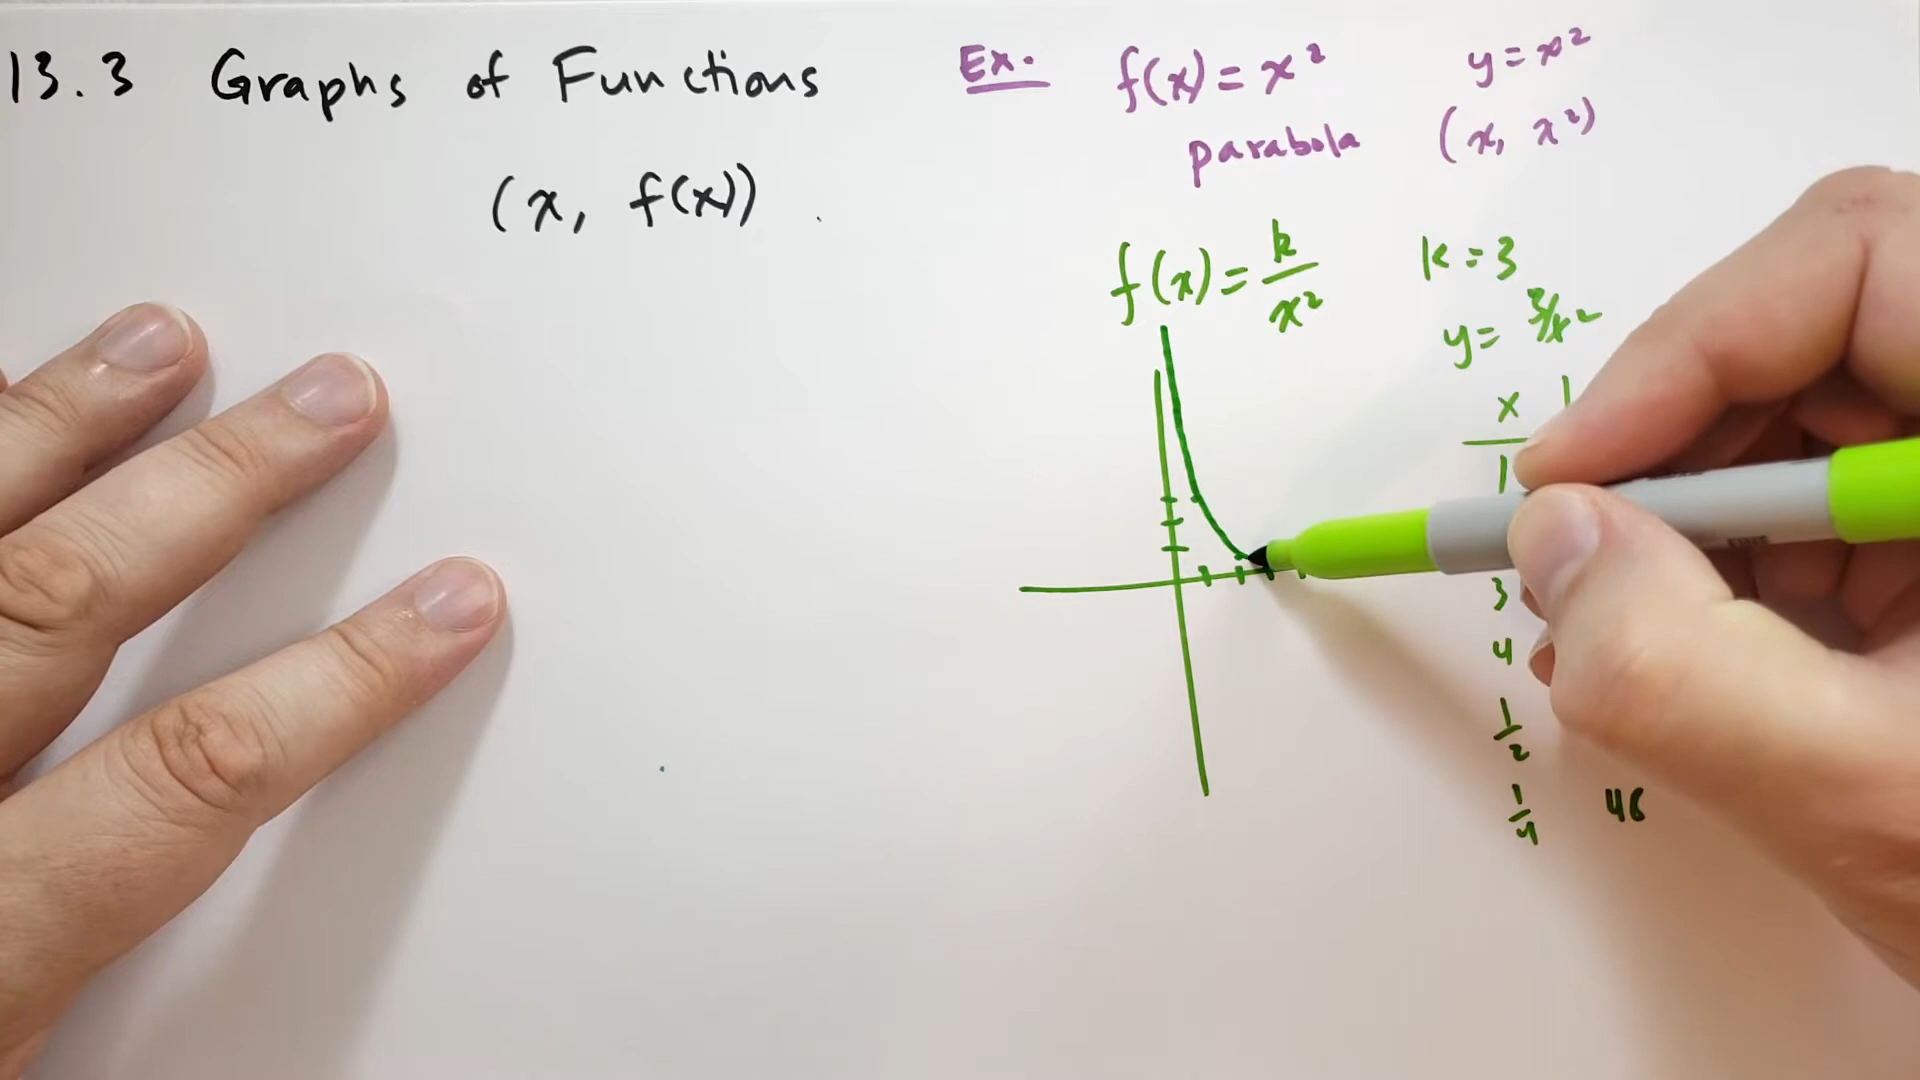 13.3 Graphs of Functions
(x, f(x))
Ex. f(x) = x² y = x²
parabola (x, x²)
f(x) = k/x² k = 3
y = 3/x²
x
1
3
4
1/2
1/4 48